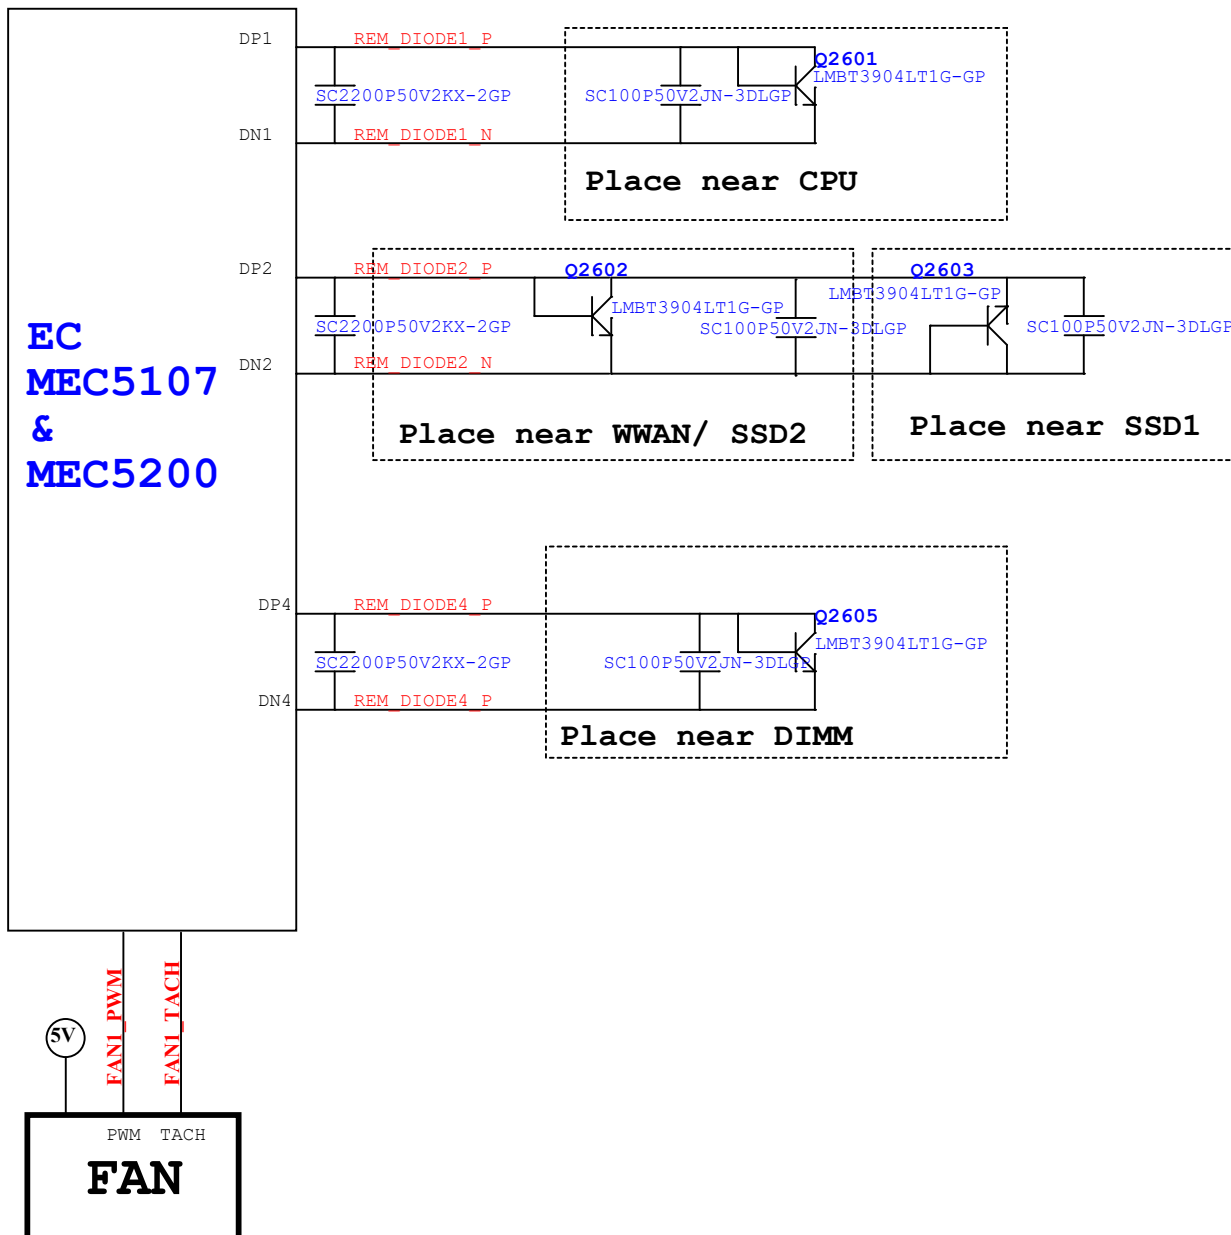 DP1
REM_DIODE1_P
Q2601
LMBT3904LT1G-GP
SC2200P50V2KX-2GP
SC100P50V2JN-3DLGP
DN1
REM_DIODE1_N
Place near CPU
DP2
REM_DIODE2_P
Q2602
Q2603
LMBT3904LT1G-GP
LMBT3904LT1G-GP
SC2200P50V2KX-2GP
SC100P50V2JN-3DLGP
SC100P50V2JN-3DLGP
DN2
REM_DIODE2_N
Place near WWAN/ SSD2
Place near SSD1
EC
MEC5107
&
MEC5200
DP4
REM_DIODE4_P
Q2605
LMBT3904LT1G-GP
SC2200P50V2KX-2GP
SC100P50V2JN-3DLGP
DN4
REM_DIODE4_P
Place near DIMM
FAN1_PWM
FAN1_TACH
5V
PWM TACH
FAN